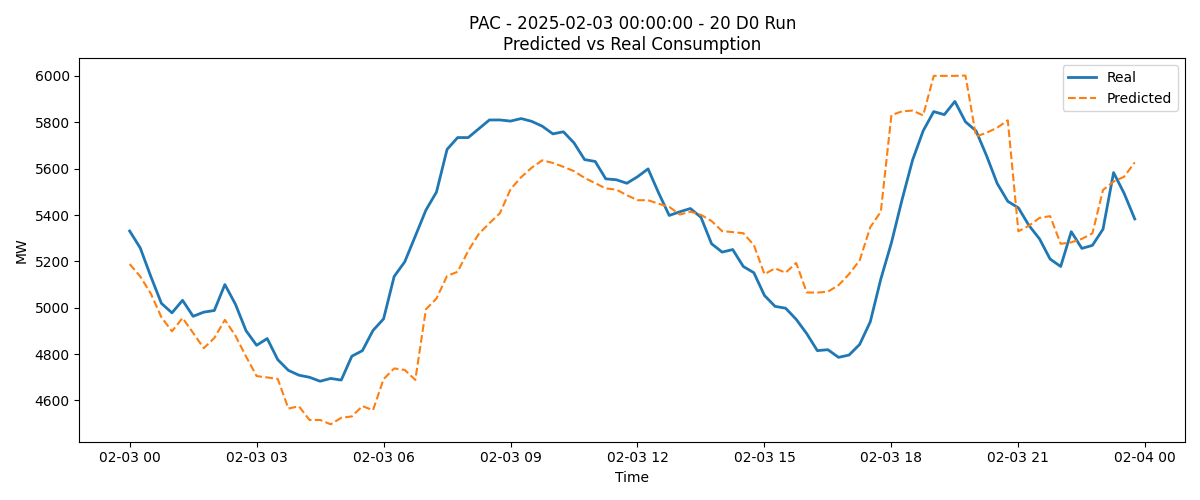 PAC - 2025-02-03 00:00:00 - 20 D0 Run
Predicted vs Real Consumption
Real
Predicted
MW
6000
5800
5600
5400
5200
5000
4800
4600
02-03 00
02-03 03
02-03 06
02-03 09
02-03 12
02-03 15
02-03 18
02-03 21
02-04 00
Time